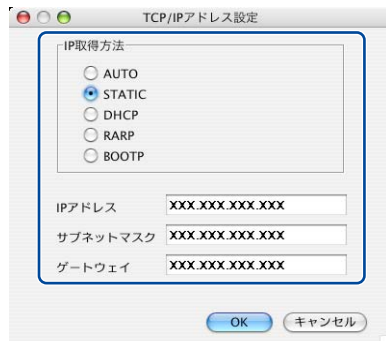 TCP/IPアドレス設定
IP取得方法
AUTO
STATIC
DHCP
RARP
BOOTP
IPアドレス XXX.XXX.XXX.XXX
サブネットマスク XXX.XXX.XXX.XXX
ゲートウェイ XXX.XXX.XXX.XXX
OK キャンセル